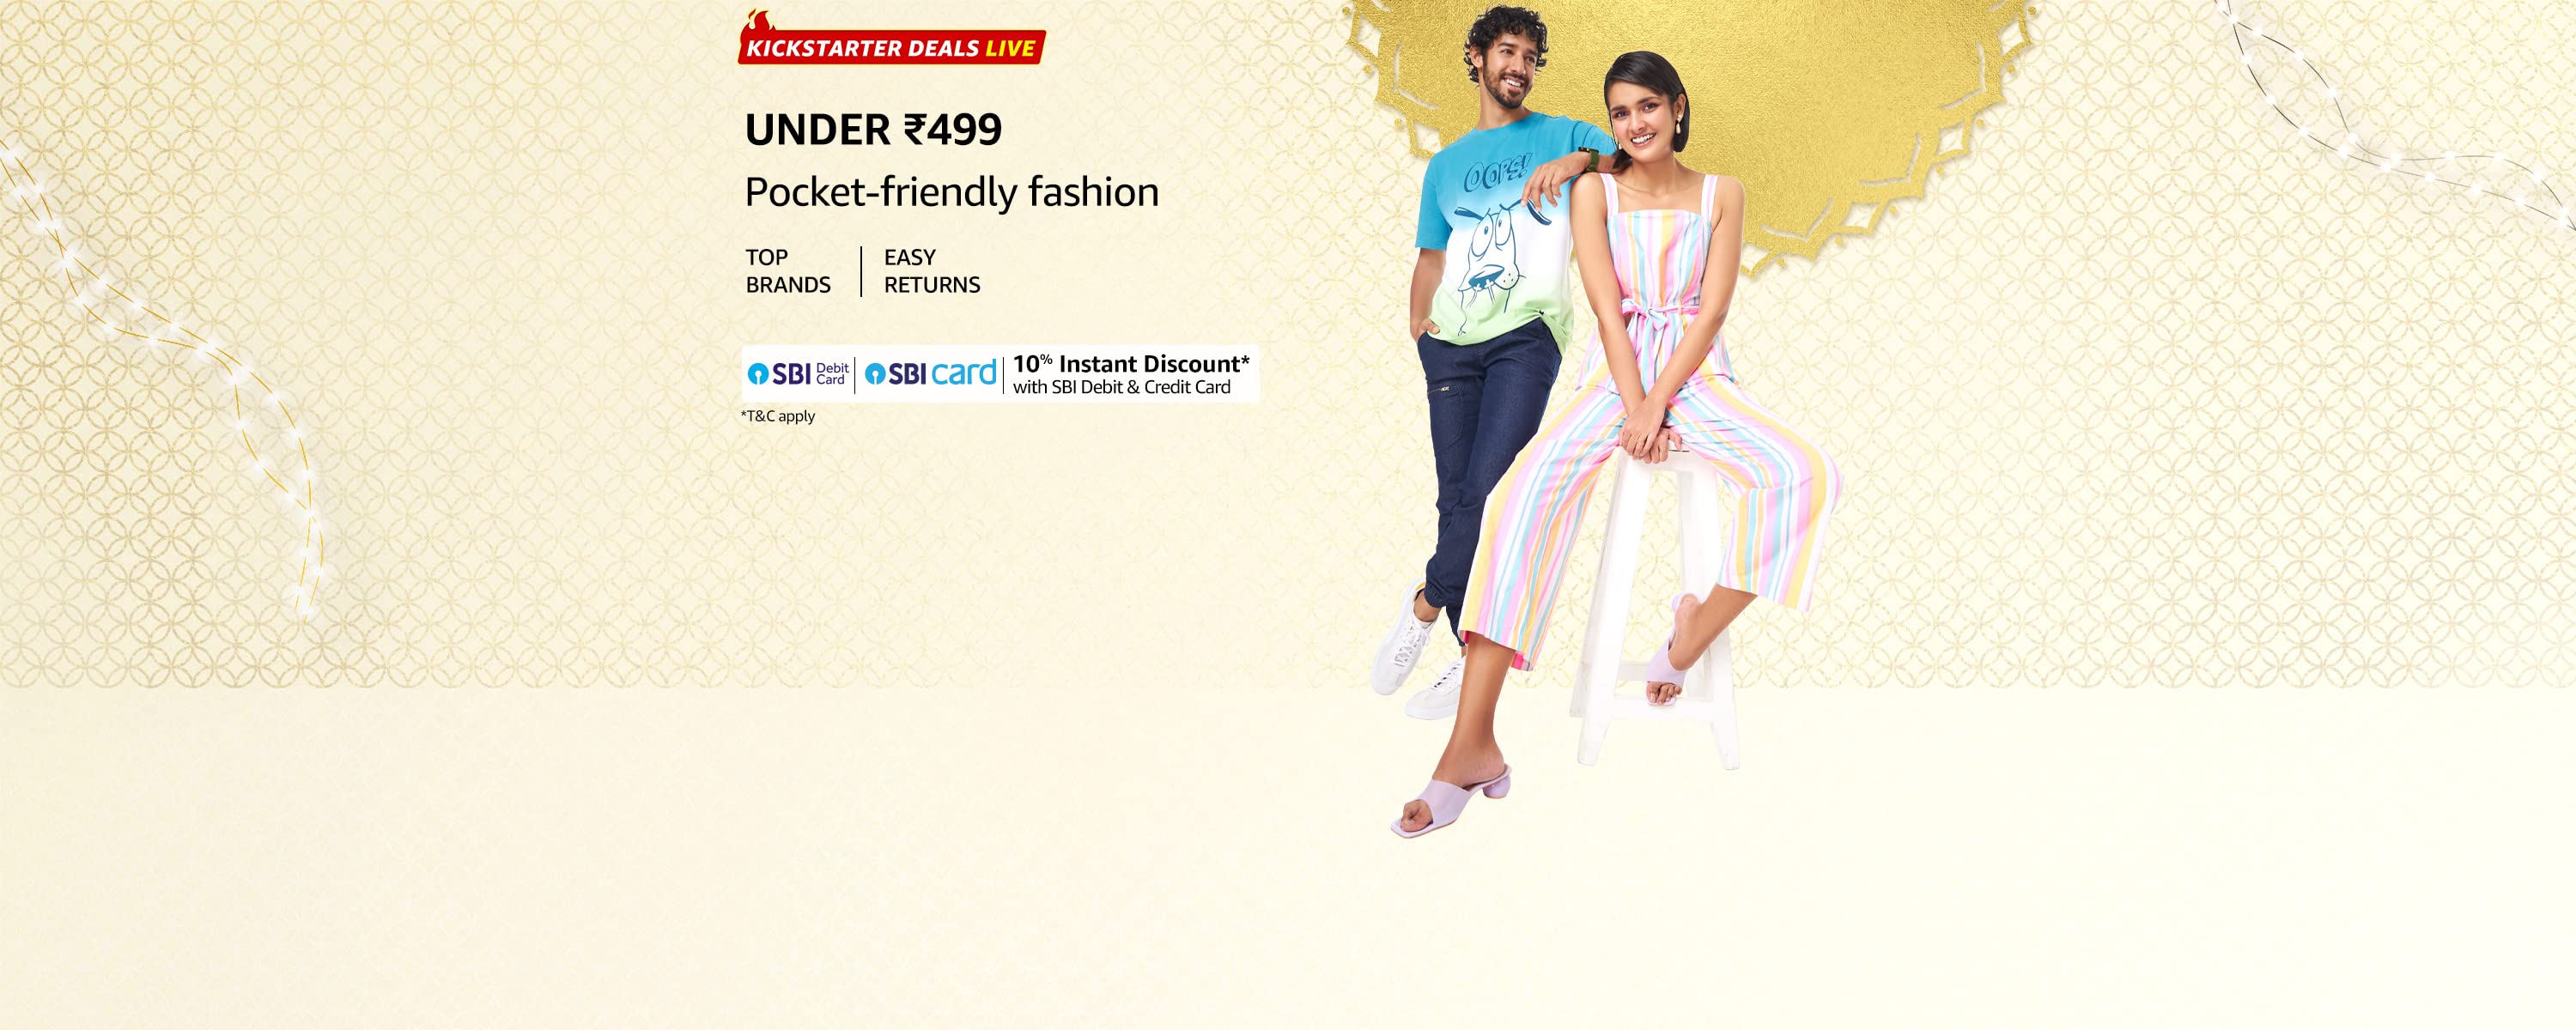 KICKSTARTER DEALS LIVE
UNDER ₹499
Pocket-friendly fashion
TOP
BRANDS
EASY
RETURNS
SBI Debit Card
SBI card
10% Instant Discount*
with SBI Debit & Credit Card
*T&C apply
OOPS!